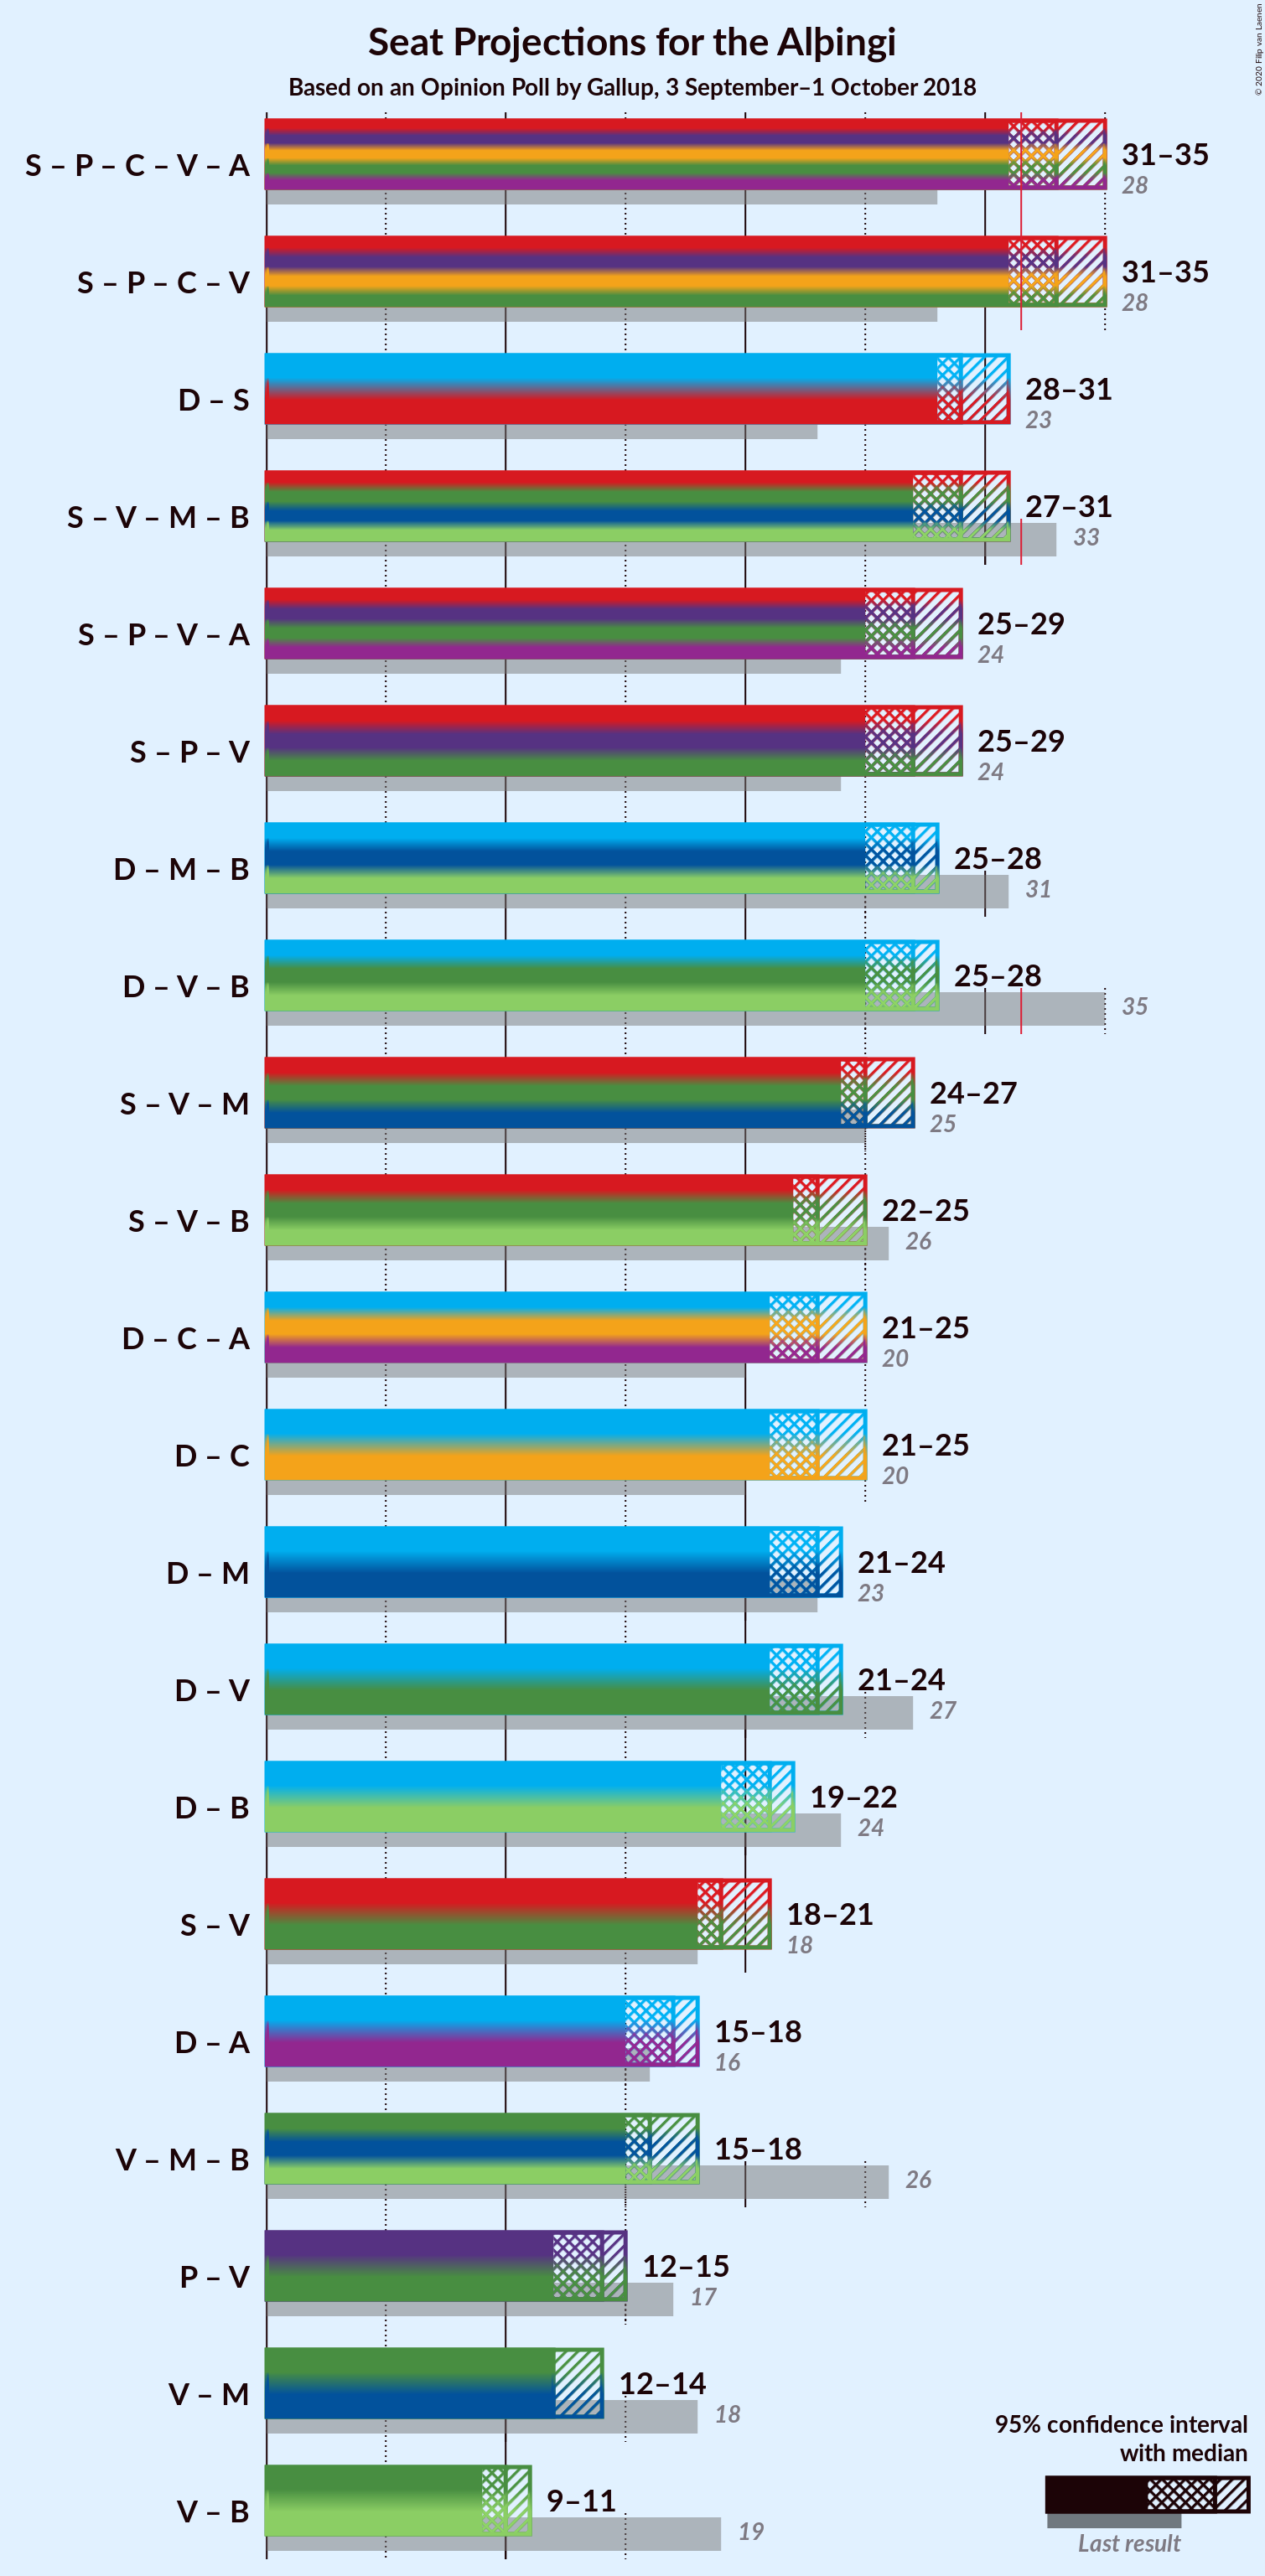 Seat Projections for the Alþingi
Based on an Opinion Poll by Gallup, 3 September–1 October 2018
© 2020 Filip van Laenen
S – P – C – V – A
31–35
28
S – P – C – V
31–35
28
D – S
28–31
23
S – V – M – B
27–31
33
S – P – V – A
25–29
24
S – P – V
25–29
24
D – M – B
25–28
31
D – V – B
25–28
35
S – V – M
24–27
25
S – V – B
22–25
26
D – C – A
21–25
20
D – C
21–25
20
D – M
21–24
23
D – V
21–24
27
D – B
19–22
24
S – V
18–21
18
D – A
15–18
16
V – M – B
15–18
26
P – V
12–15
17
V – M
12–14
18
V – B
9–11
19
95% confidence interval
with median
Last result